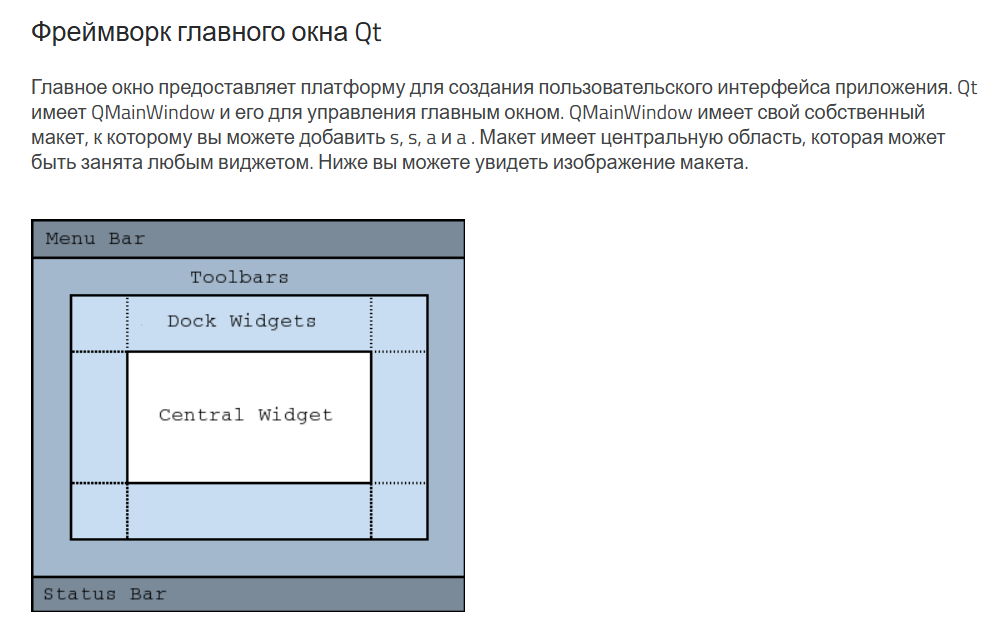 Фреймворк главного окна Qt
Главное окно предоставляет платформу для создания пользовательского интерфейса приложения. Qt
имеет QMainWindow и его для управления главным окном. QMainWindow имеет свой собственный
макет, к которому вы можете добавить s, s, a и a . Макет имеет центральную область, которая может
быть занята любым виджетом. Ниже вы можете увидеть изображение макета.
Menu Bar
Toolbars
Dock Widgets
Central Widget
Status Bar